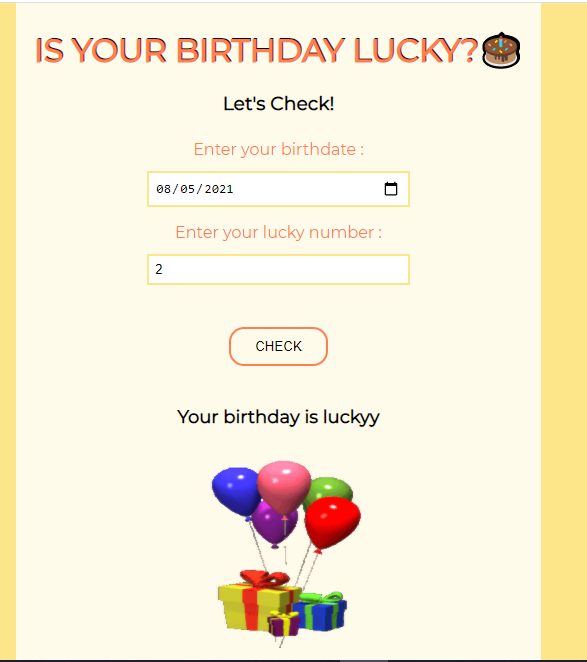 IS YOUR BIRTHDAY LUCKY?🎂
Let's Check!
Enter your birthdate :
08/05/2021
Enter your lucky number :
2
CHECK
Your birthday is luckyy